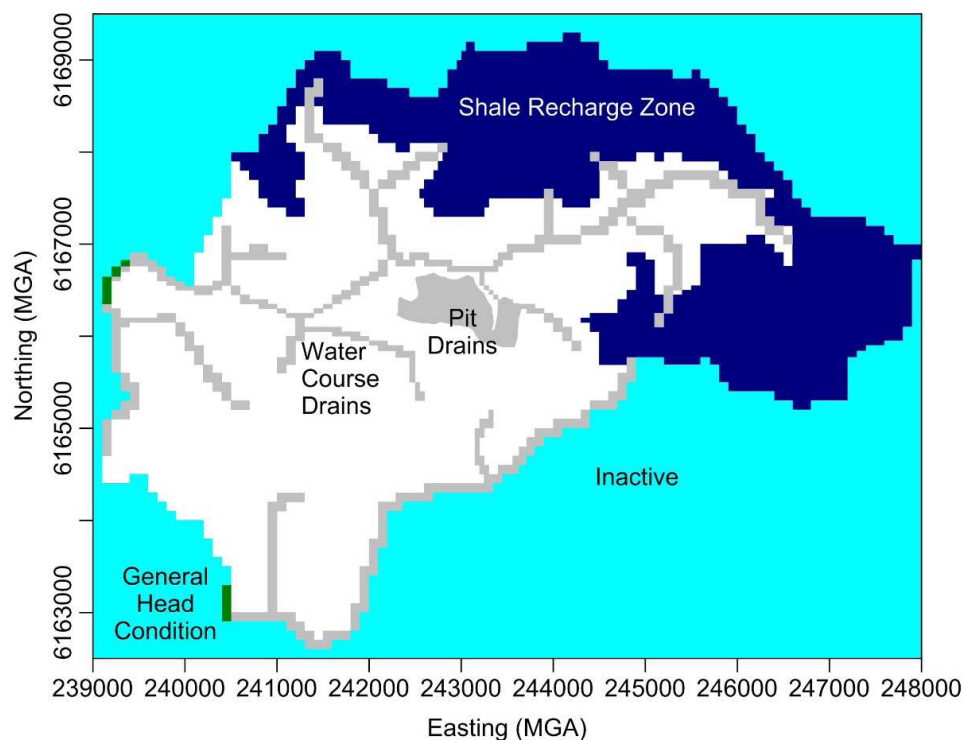 Shale Recharge Zone
Pit
Drains
Water
Course
Drains
Inactive
General
Head
Condition
Northing (MGA)
6169000
6167000
6165000
6163000
239000 240000 241000 242000 243000 244000 245000 246000 247000 248000
Easting (MGA)